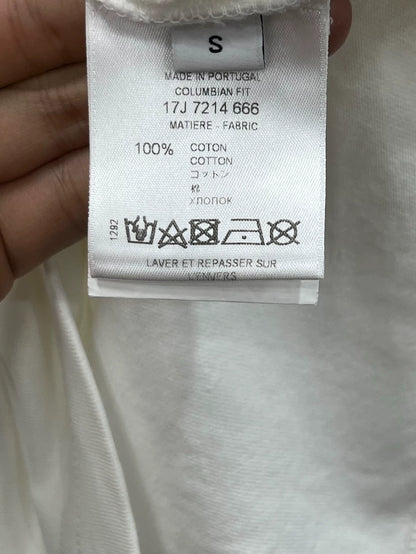 S
MADE IN PORTUGAL
COLUMBIAN FIT
17J 7214 666
MATIERE - FABRIC
100% COTON
COTTON
コットン
棉
ХЛОПОК
1292
LAVER ET REPASSER SUR
L'ENVERS